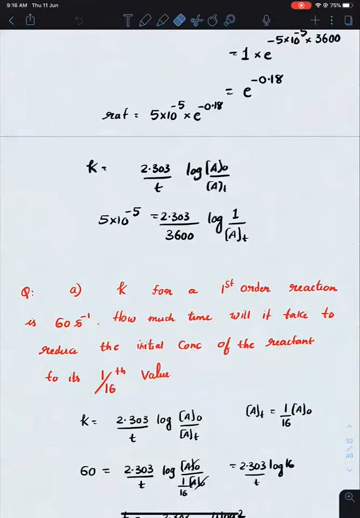 9:16 AM Thu 11 Jun
75%
= 1 × e^{-5×10^{-5}×3600}
= e^{-0.18}
rat = 5×10^{-5} × e^{-0.18}
K = 2.303/t log [A]₀/[A]t
5×10^{-5} = 2.303/3600 log 1/[A]t
Q: a) K for a 1st order reaction
is 60 s⁻¹. How much time will it take to
reduce the initial conc of the reactant
to its 1/16 th Value
K = 2.303/t log [A]₀/[A]t [A]t = 1/16 [A]₀
60 = 2.303/t log [A]₀/(1/16 [A]₀) = 2.303/t log 16
32
40